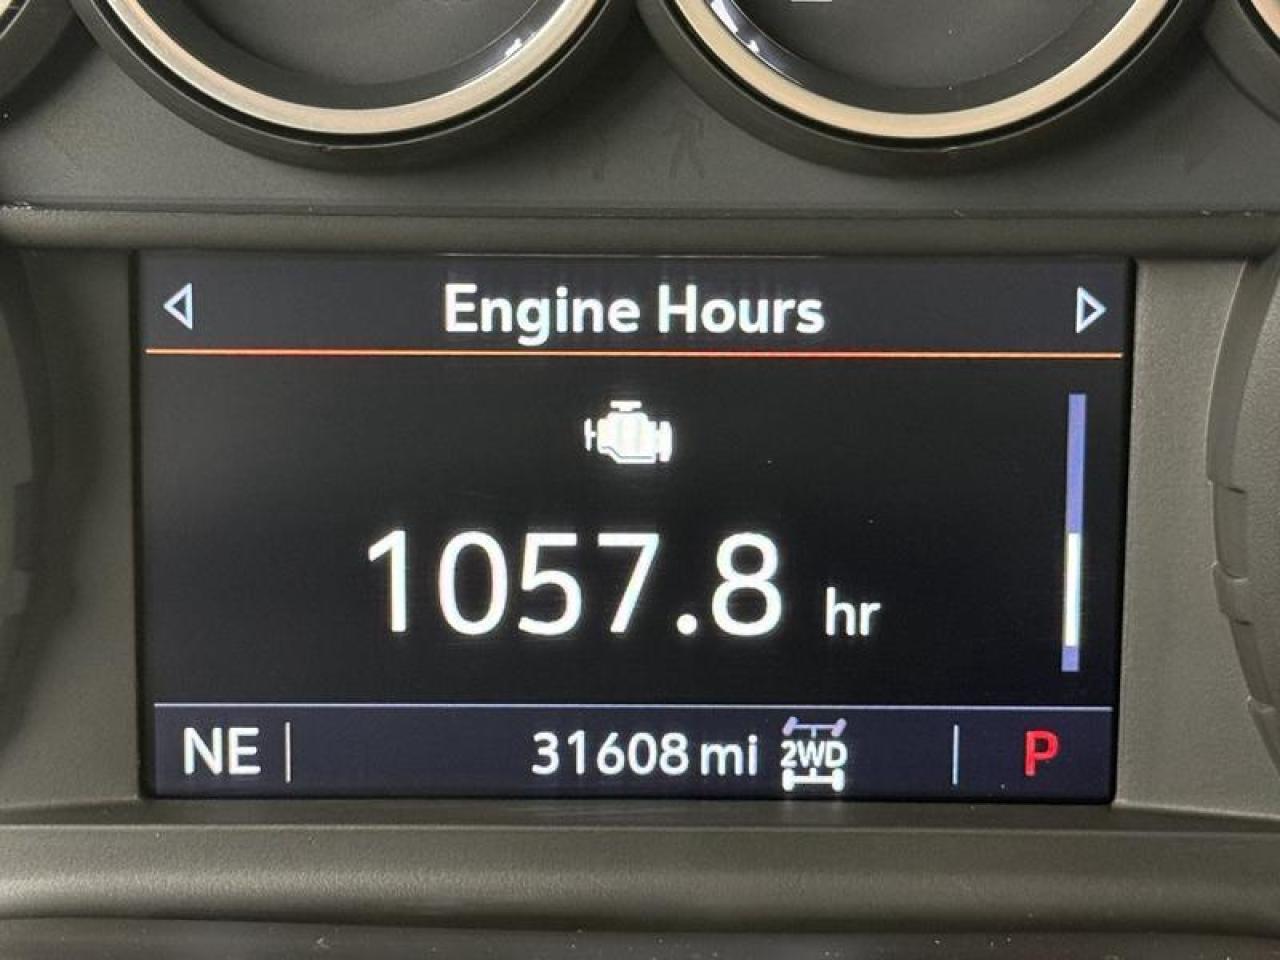 Engine Hours
1057.8 hr
NE 31608 mi 2WD P